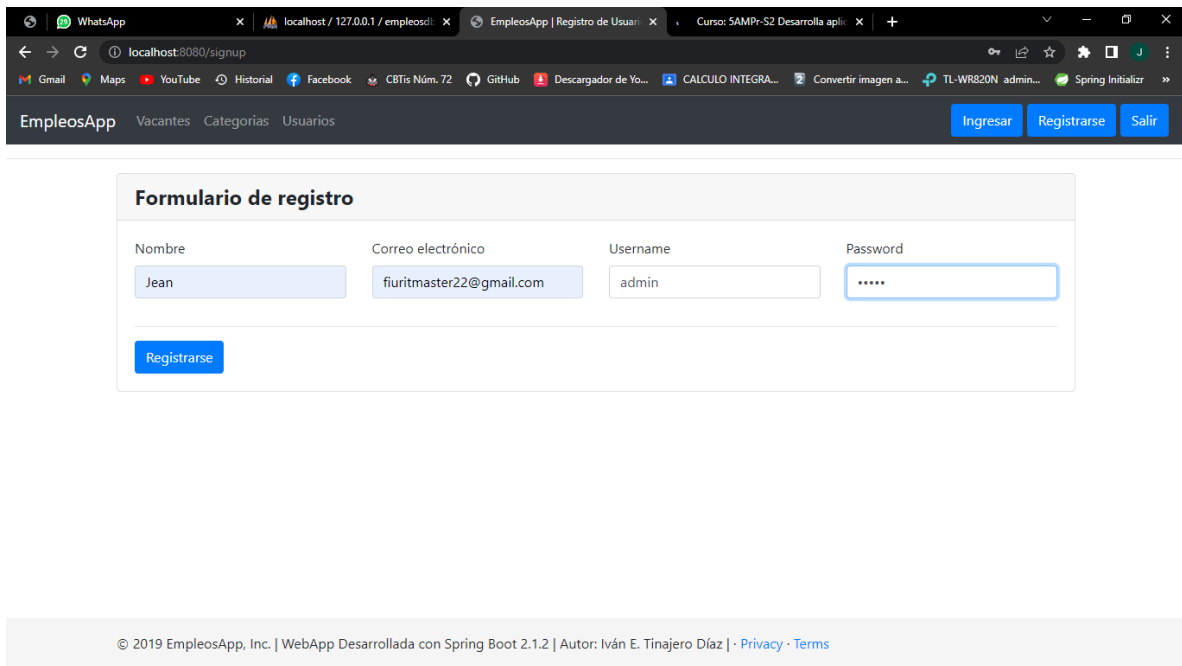 29 WhatsApp
localhost / 127.0.0.1 / empleosdb
EmpleosApp | Registro de Usuari
Curso: 5AMPr-S2 Desarrolla aplic
localhost:8080/signup
J
Gmail Maps YouTube Historial Facebook CBTis Núm. 72 GitHub Descargador de Yo... CALCULO INTEGRA... Convertir imagen a... TL-WR820N admin... Spring Initializr »
EmpleosApp Vacantes Categorias Usuarios Ingresar Registrarse Salir
Formulario de registro
Nombre Correo electrónico Username Password
Jean fiuritmaster22@gmail.com admin •••••
Registrarse
© 2019 EmpleosApp, Inc. | WebApp Desarrollada con Spring Boot 2.1.2 | Autor: Iván E. Tinajero Díaz | · Privacy · Terms